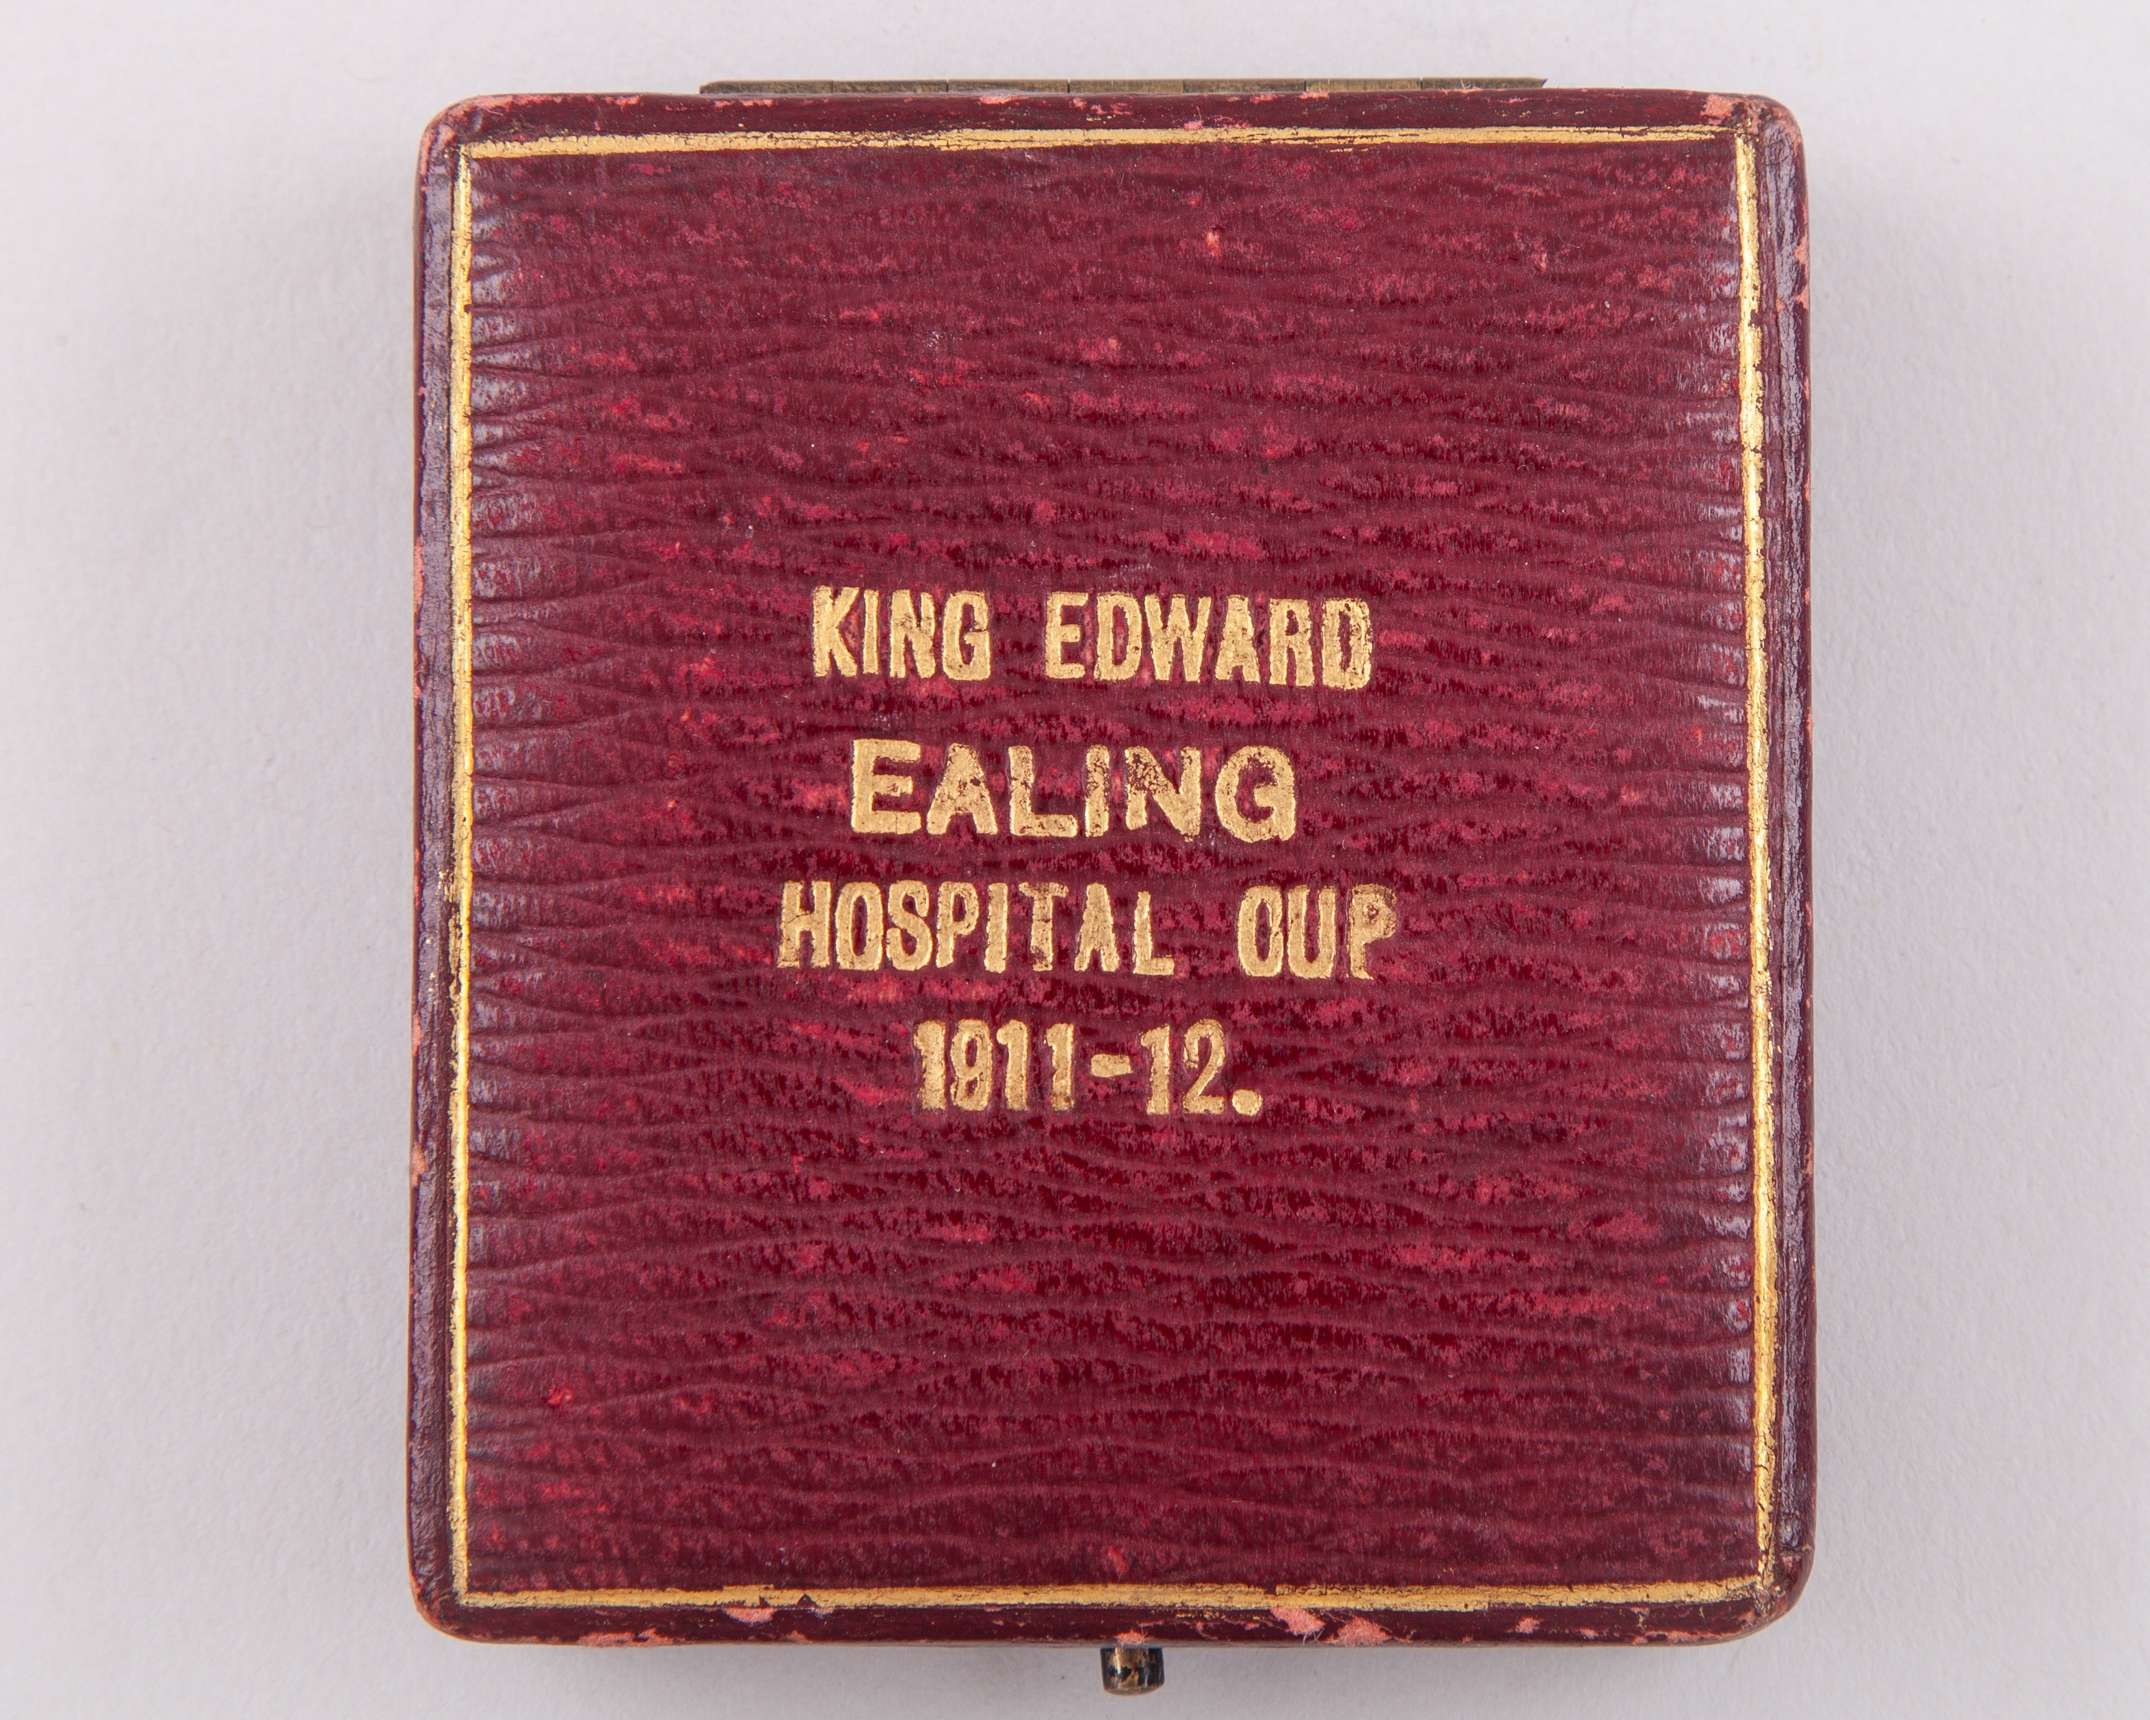 KING EDWARD
EALING
HOSPITAL CUP
1911-12.